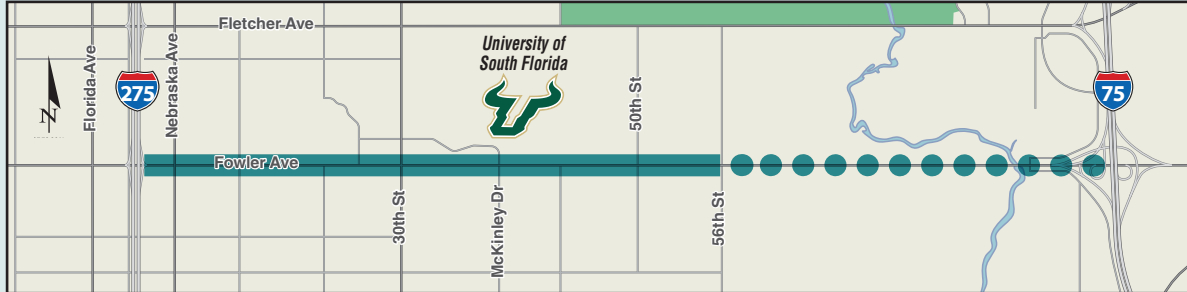 Fletcher Ave
University of
South Florida
Florida Ave
275
Nebraska Ave
50th St
75
N
Fowler Ave
30th St
McKinley Dr
56th St